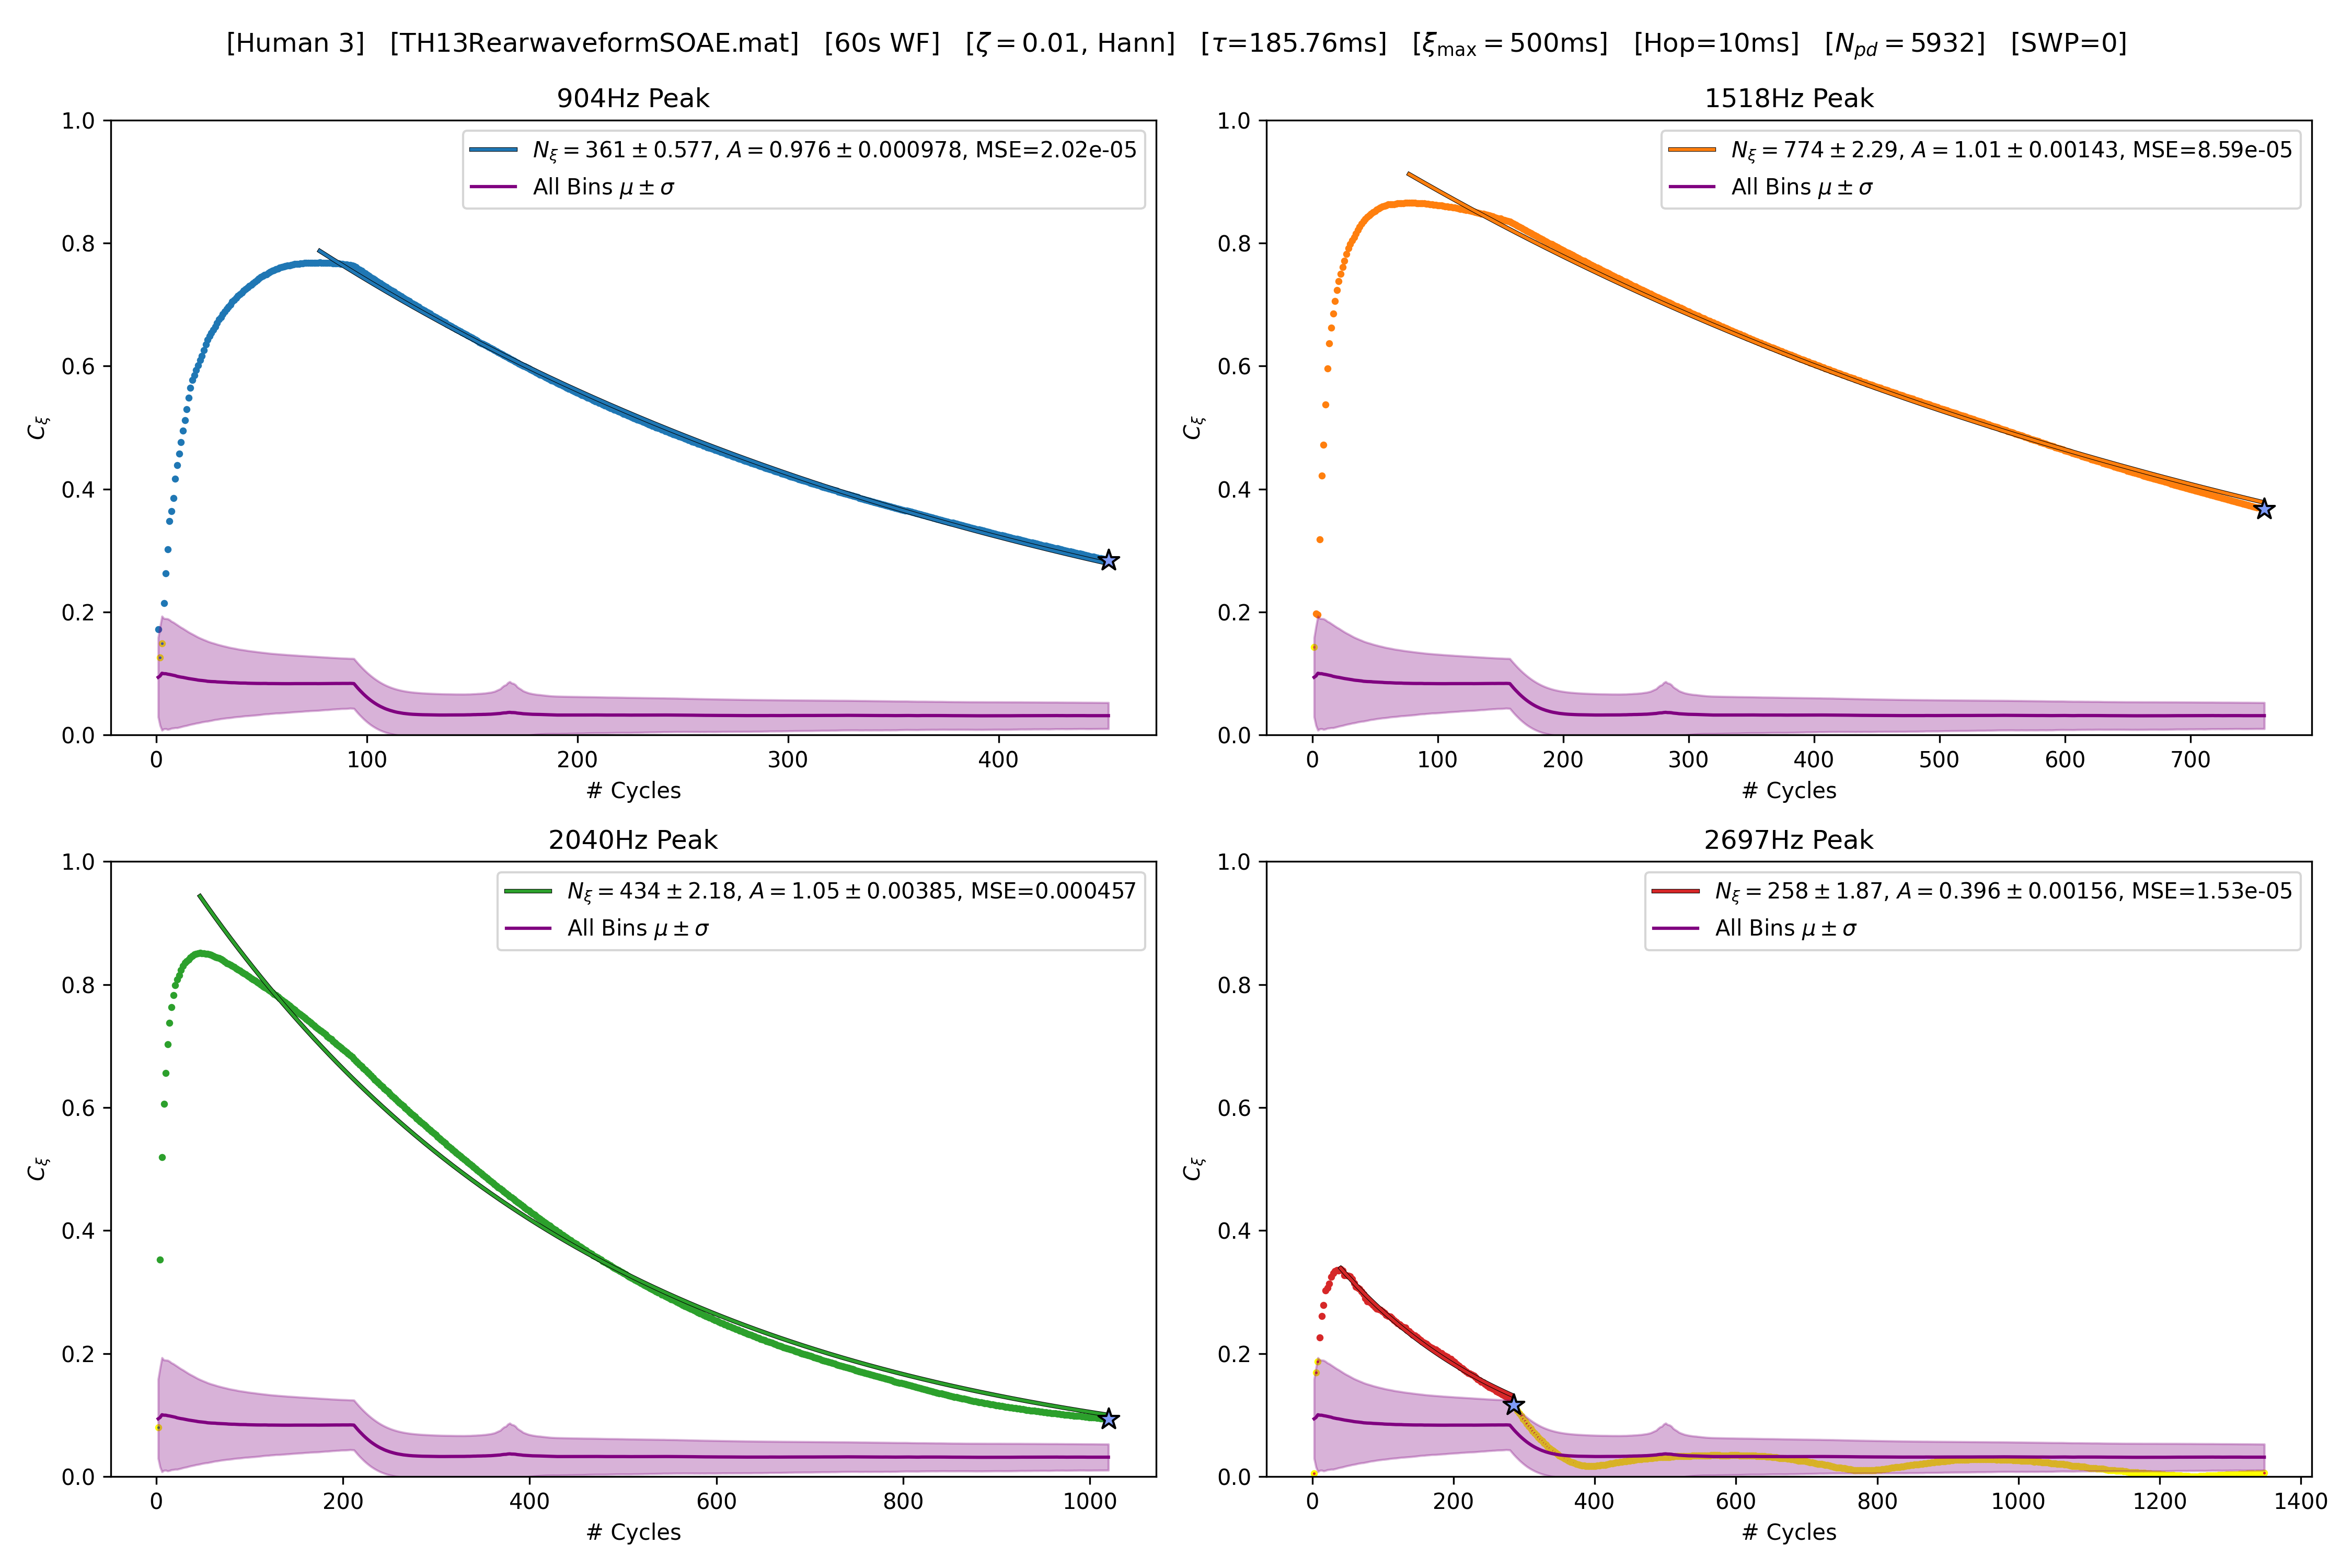 [Human 3] [TH13RearwaveformSOAE.mat] [60s WF] [ζ = 0.01, Hann] [τ=185.76ms] [ξmax = 500ms] [Hop=10ms] [Npd = 5932] [SWP=0]
904Hz Peak
Nξ = 361 ± 0.577, A = 0.976 ± 0.000978, MSE=2.02e-05
All Bins μ ± σ
1.0
0.8
0.6
0.4
0.2
0.0
Cξ
0 100 200 300 400
# Cycles
1518Hz Peak
Nξ = 774 ± 2.29, A = 1.01 ± 0.00143, MSE=8.59e-05
All Bins μ ± σ
1.0
0.8
0.6
0.4
0.2
0.0
Cξ
0 100 200 300 400 500 600 700
# Cycles
2040Hz Peak
Nξ = 434 ± 2.18, A = 1.05 ± 0.00385, MSE=0.000457
All Bins μ ± σ
1.0
0.8
0.6
0.4
0.2
0.0
Cξ
0 200 400 600 800 1000
# Cycles
2697Hz Peak
Nξ = 258 ± 1.87, A = 0.396 ± 0.00156, MSE=1.53e-05
All Bins μ ± σ
1.0
0.8
0.6
0.4
0.2
0.0
Cξ
0 200 400 600 800 1000 1200 1400
# Cycles